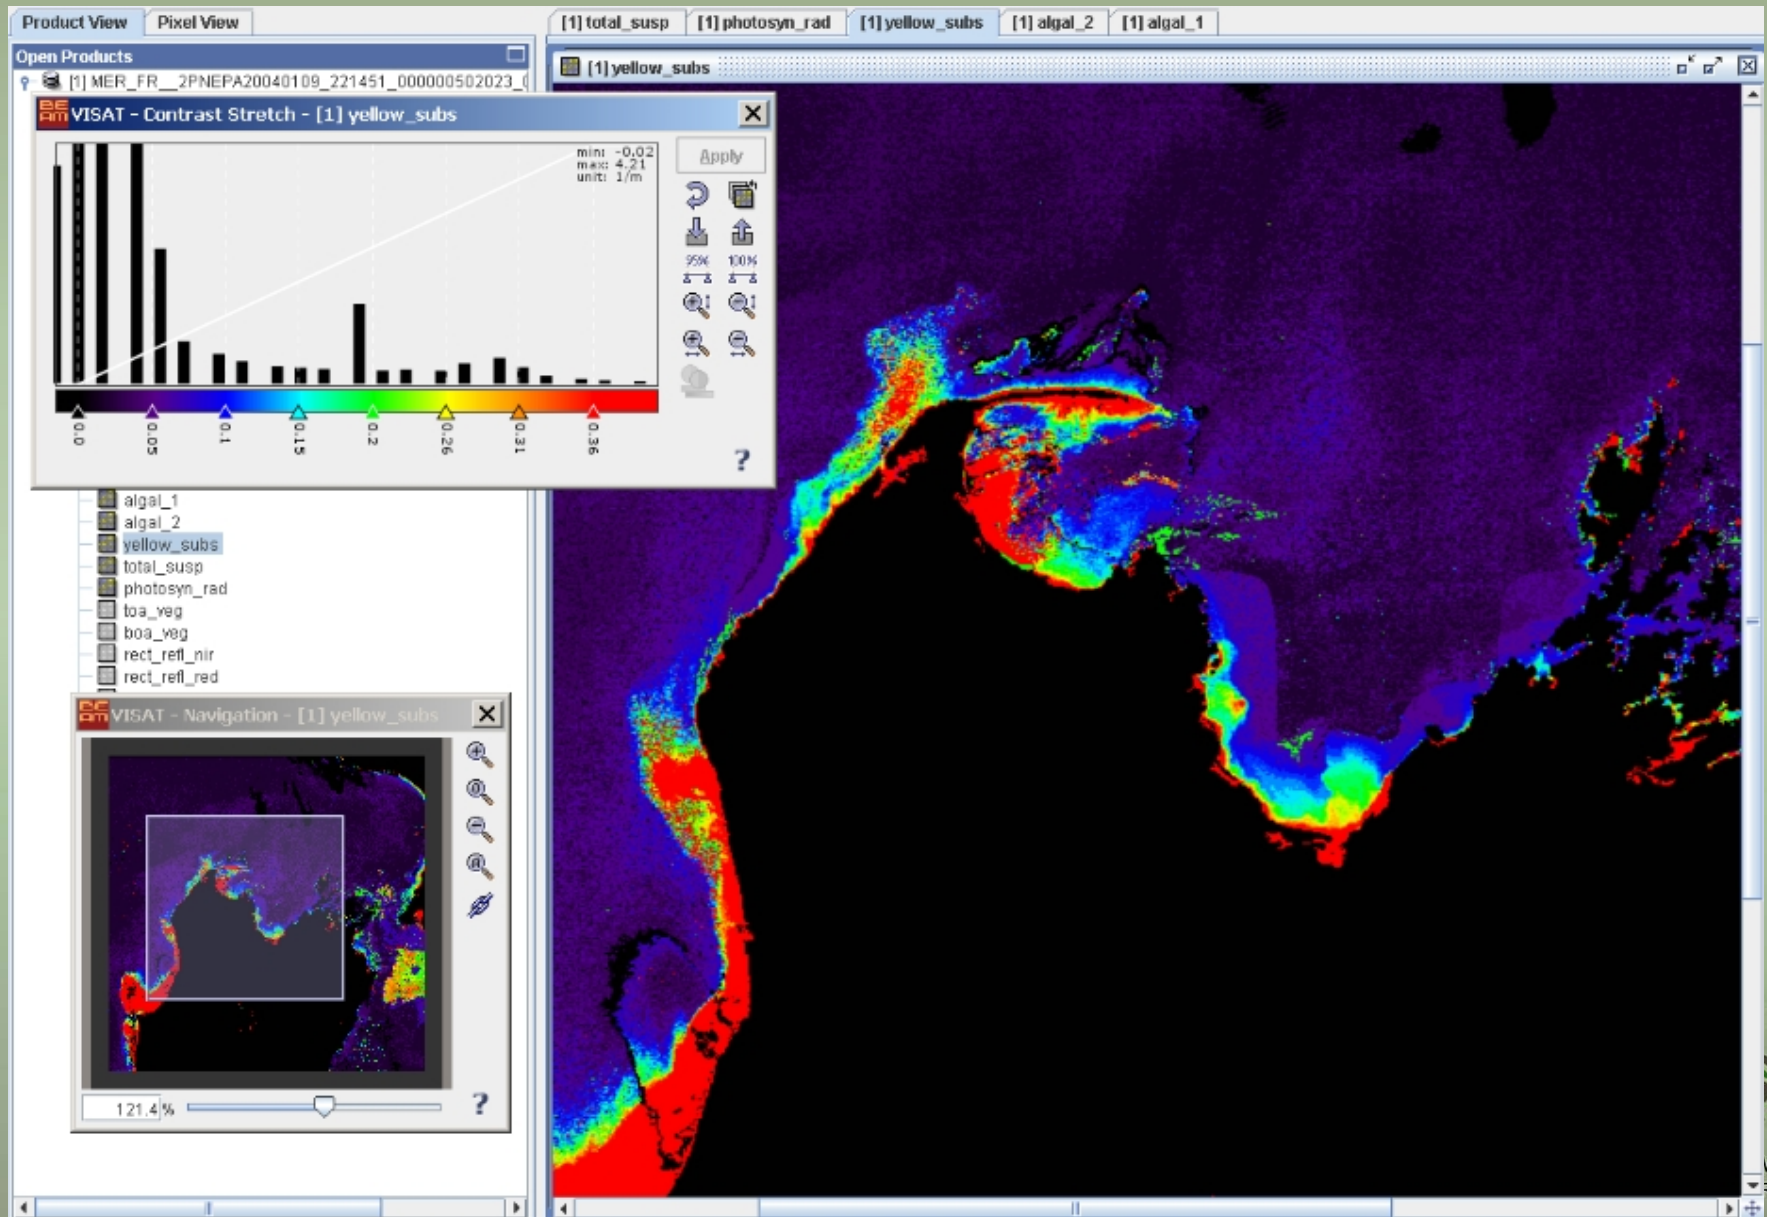 Product View Pixel View
[1] total_susp [1] photosyn_rad [1] yellow_subs [1] algal_2 [1] algal_1
Open Products
[1] MER_FR__2PNEPA20040109_221451_000000502023_
[1] yellow_subs
BEAM VISAT - Contrast Stretch - [1] yellow_subs
min: -0.02
max: 4.21
unit: 1/m
Apply
95% 100%
0.0 0.05 0.1 0.15 0.2 0.26 0.31 0.36
?
algal_1
algal_2
yellow_subs
total_susp
photosyn_rad
toa_veg
boa_veg
rect_refl_nir
rect_refl_red
BEAM VISAT - Navigation - [1] yellow_subs
121.4%
?